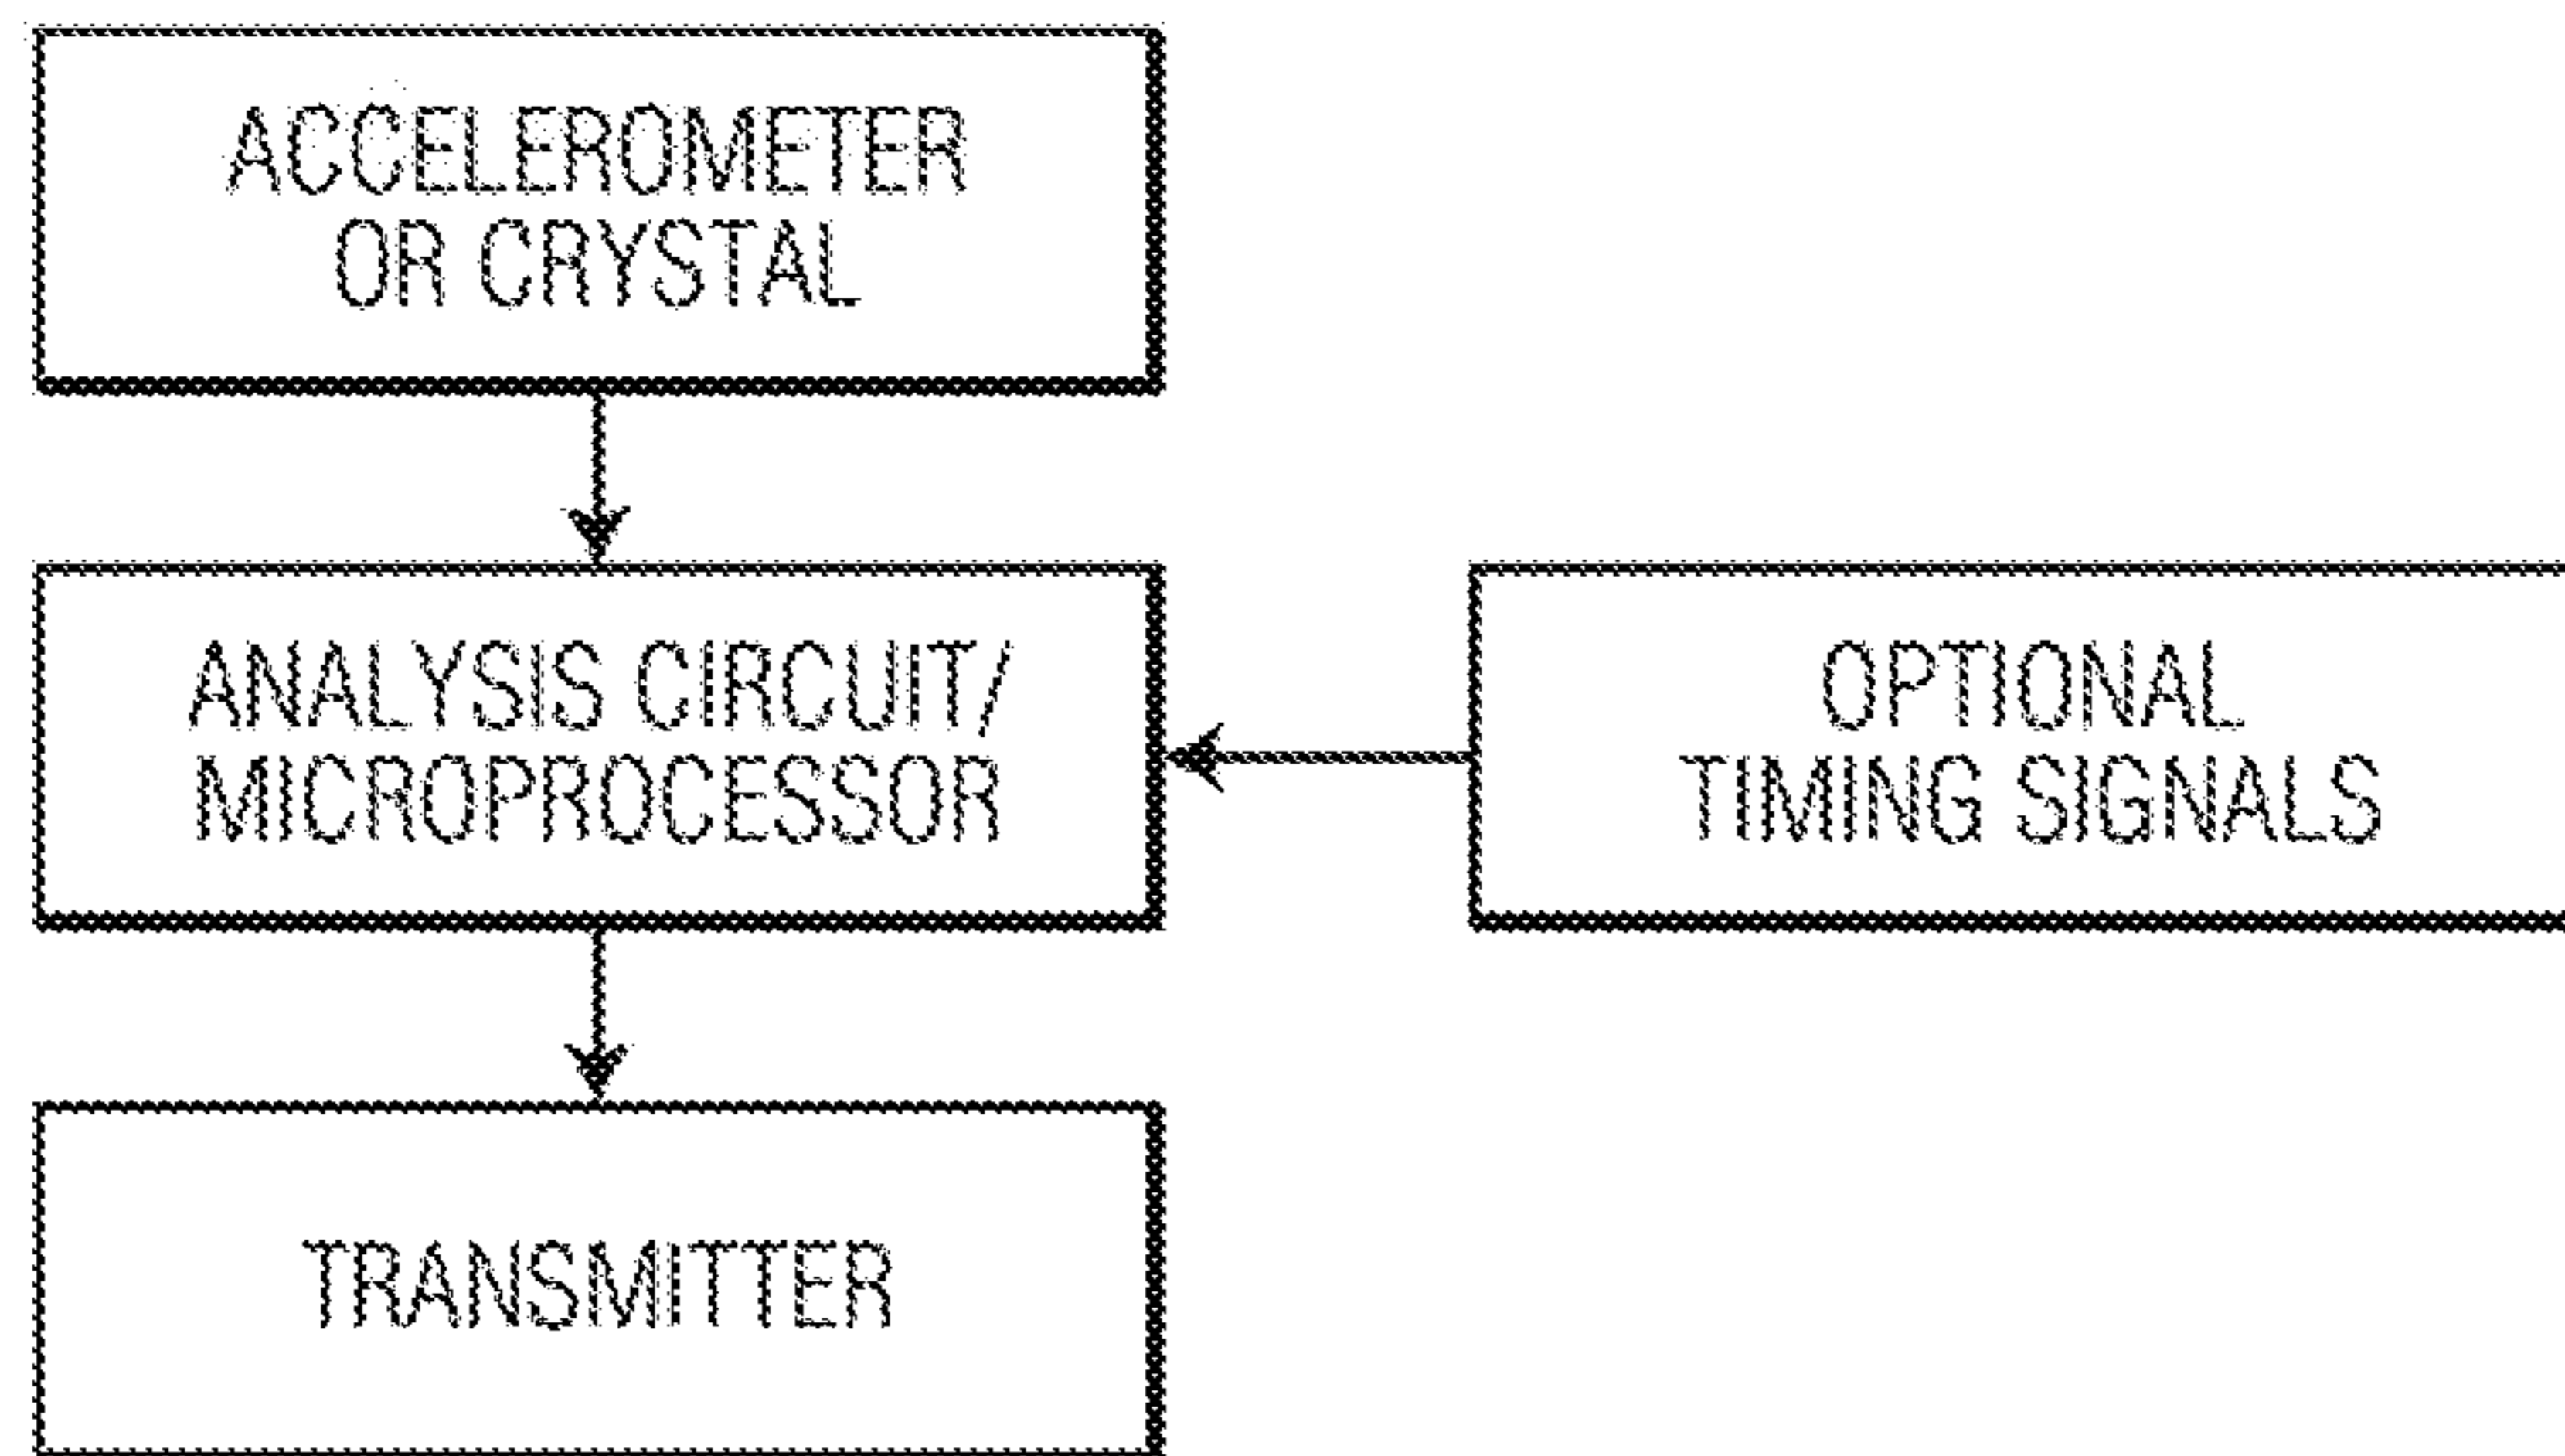 ACCELEROMETER
OR CRYSTAL
ANALYSIS CIRCUIT/
MICROPROCESSOR
OPTIONAL
TIMING SIGNALS
TRANSMITTER